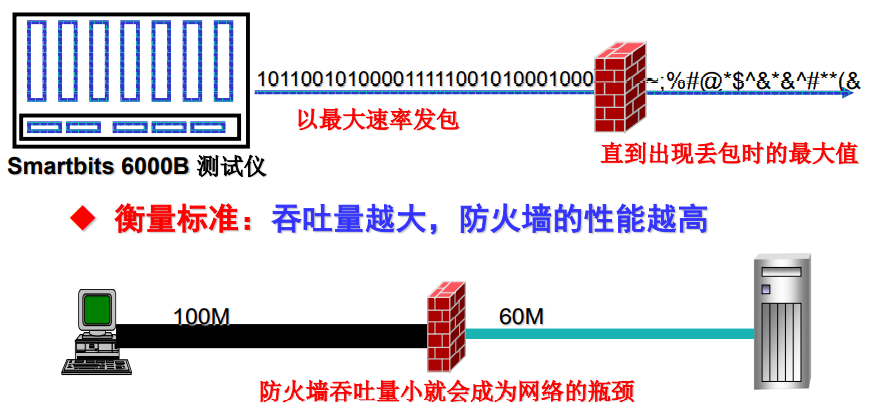 101100101000011111001010001000
~;%#@*$^&*&^#**(&
以最大速率发包
直到出现丢包时的最大值
Smartbits 6000B 测试仪
◆ 衡量标准：吞吐量越大，防火墙的性能越高
100M
60M
防火墙吞吐量小就会成为网络的瓶颈